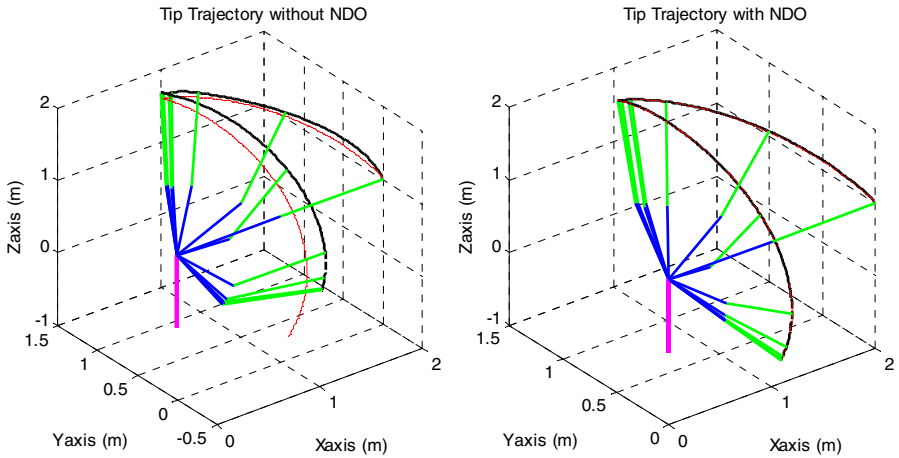 Tip Trajectory without NDO
2
1
0
-1
Zaxis (m)
1.5
1
0.5
0
-0.5
Yaxis (m)
0
1
2
Xaxis (m)
Tip Trajectory with NDO
2
1
0
-1
Zaxis (m)
1
0.5
0
Yaxis (m)
0
1
2
Xaxis (m)